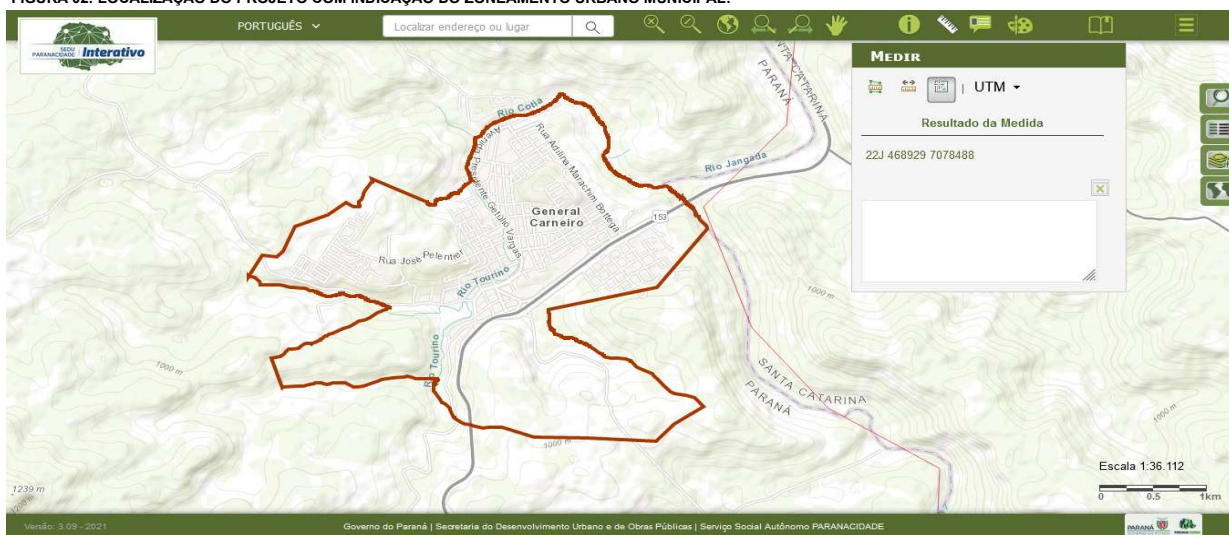 FIGURA 02: LOCALIZAÇÃO DO PROJETO COM INDICAÇÃO DO ZONEAMENTO URBANO MUNICIPAL.
SEDU
PARANACIDADE Interativo
PORTUGUÊS
Localizar endereço ou lugar
MEDIR
UTM
Resultado da Medida
22J 468929 7078488
SANTA CATARINA
PARANÁ
Rio Cotia
Rua Adilina Marachim Bottega
Avenida Presidente Getúlio Vargas
Rio Jangada
General
Carneiro
153
Rua José Pelentier
Rio Tourino
1000 m
Rio Tourino
1000 m
SANTA CATARINA
PARANÁ
1000 m
1000 m
1239 m
1200 m
Escala 1:36.112
0 0.5 1km
Versão: 3.09 - 2021
Governo do Paraná | Secretaria do Desenvolvimento Urbano e de Obras Públicas | Serviço Social Autônomo PARANACIDADE
PARANÁ